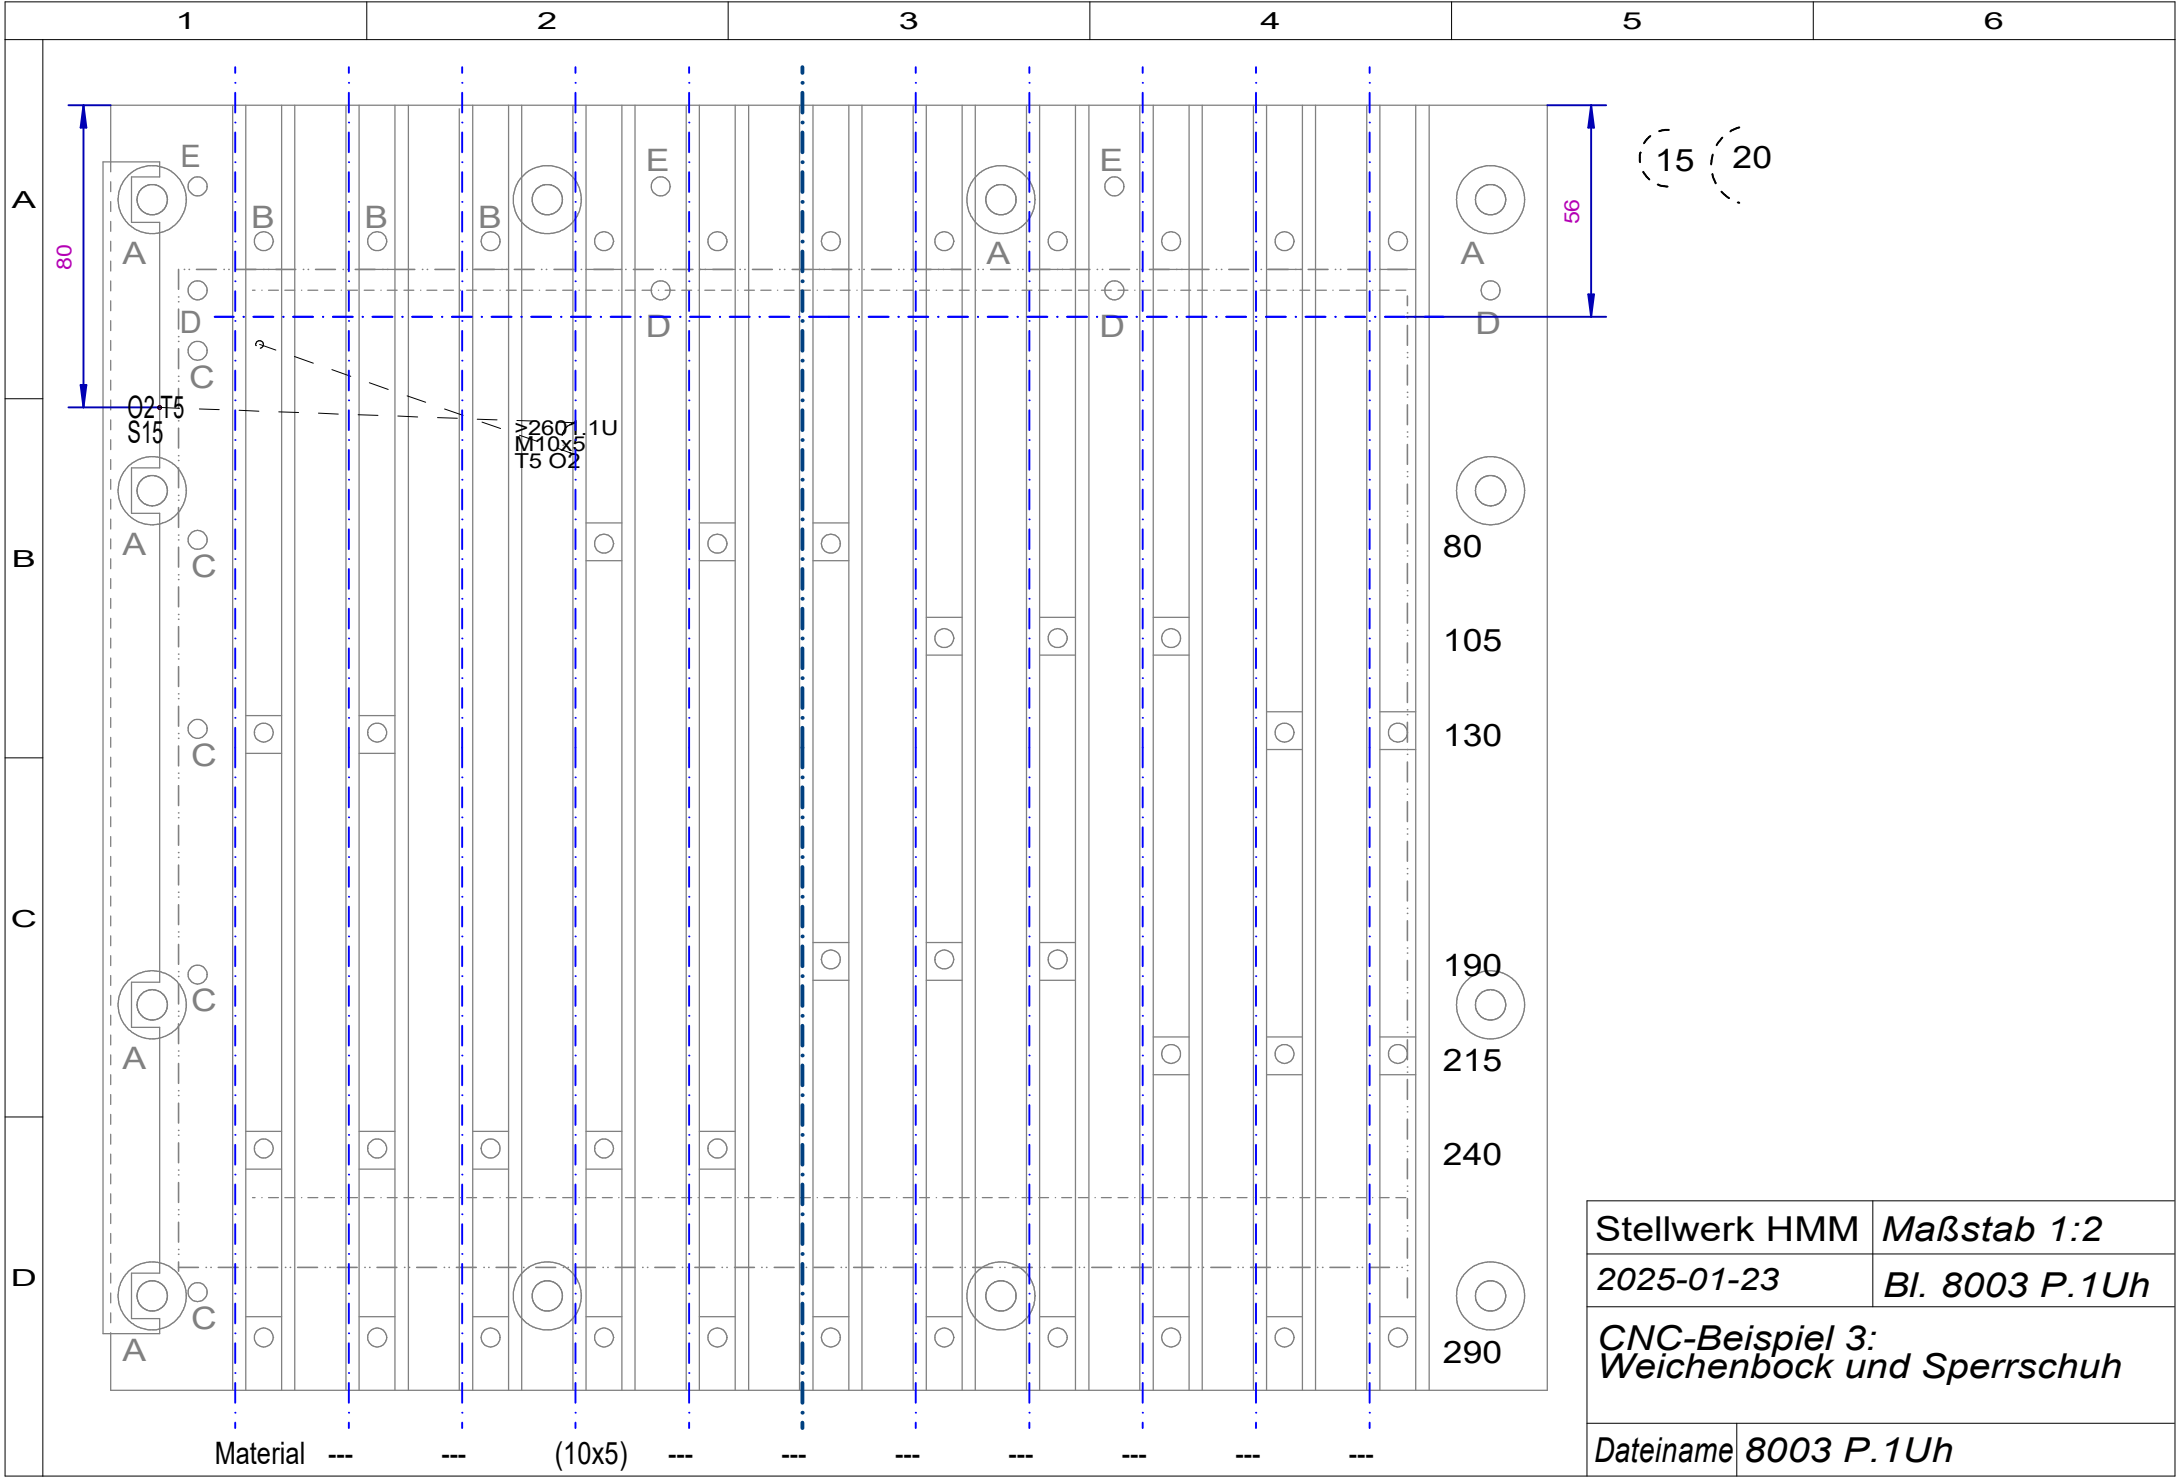 1 2 3 4 5 6
A
B
C
D
E E E
15 20
B B B
A A A
80
56
D D D D
C
O2 T5
S15
>2601.1U
M10x5
T5 O2
A
C
80
105
C
130
C
190
A
215
240
C
A
290
Material --- --- (10x5) --- --- --- --- --- --- ---
Stellwerk HMM Maßstab 1:2
2025-01-23 Bl. 8003 P.1Uh
CNC-Beispiel 3:
Weichenbock und Sperrschuh
Dateiname 8003 P.1Uh